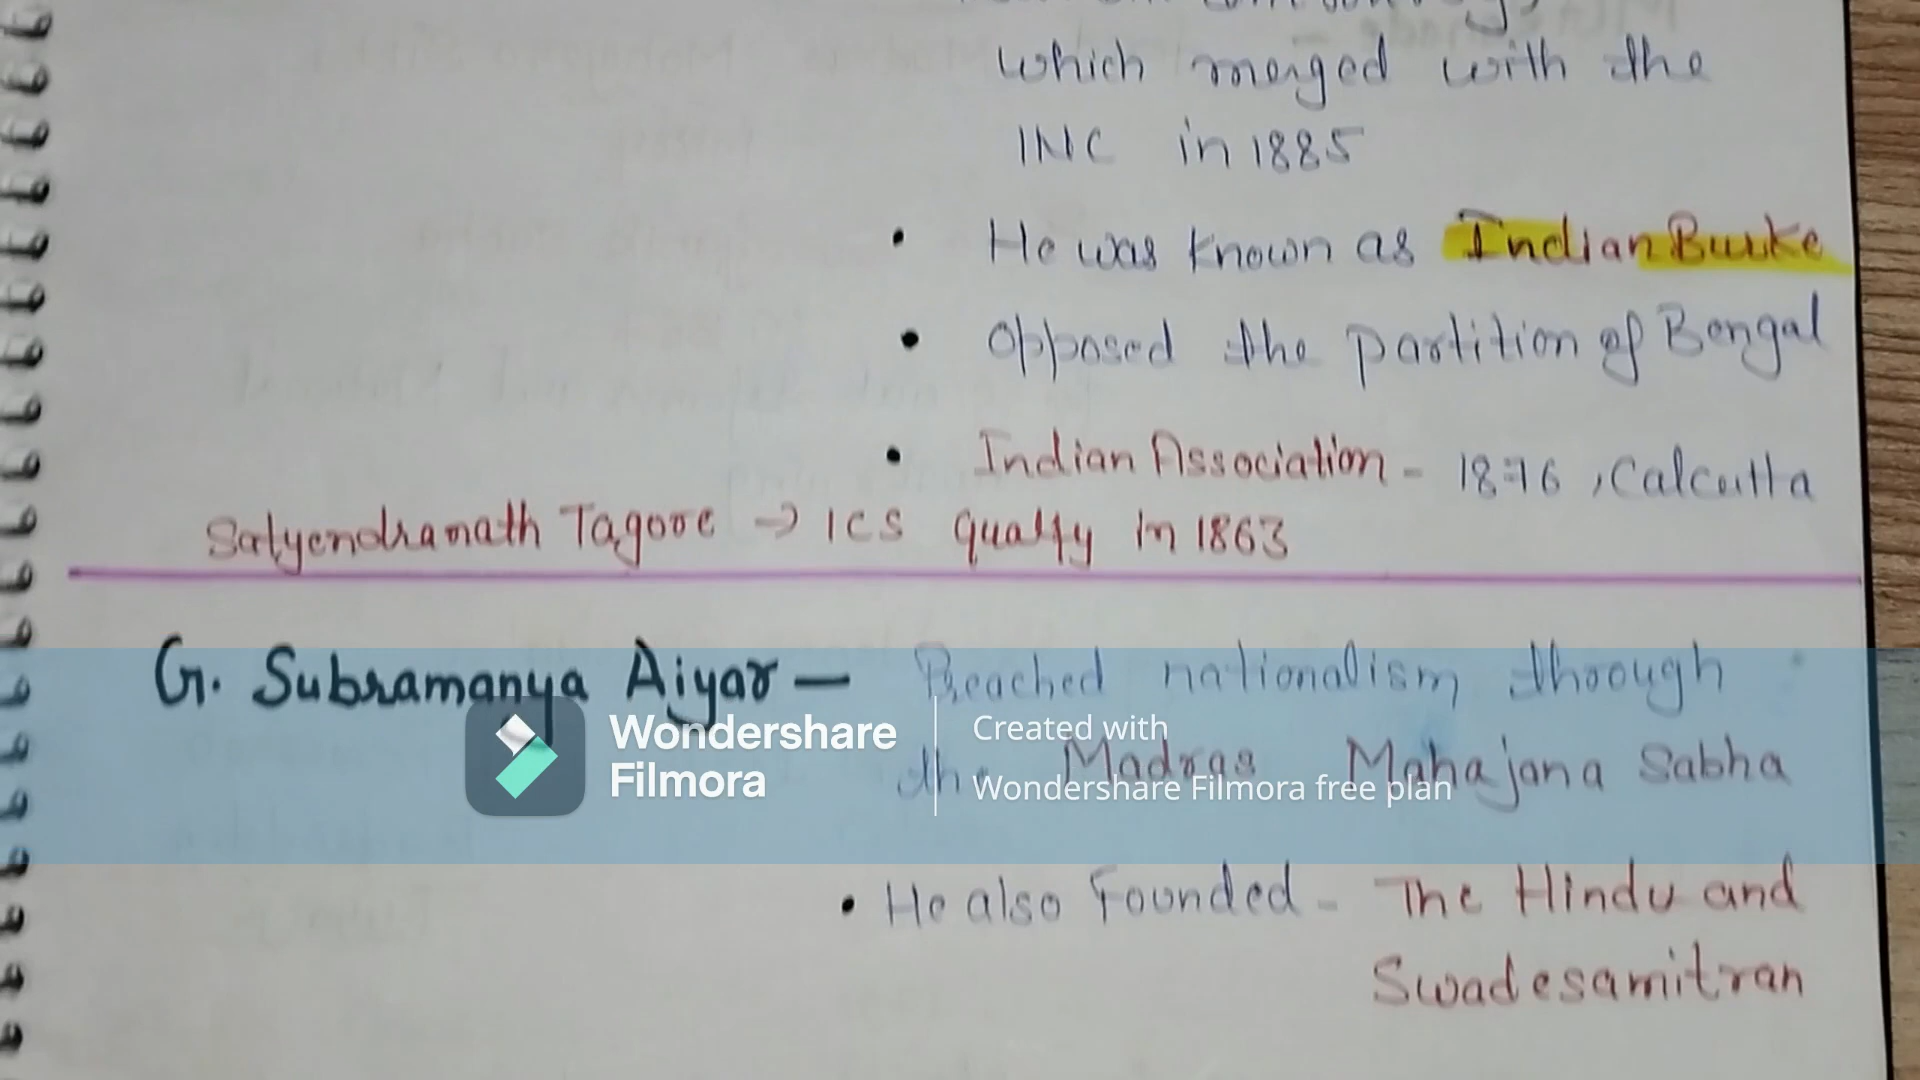 which merged with the
INC in 1885
• He was known as Indian Burke
• Opposed the partition of Bengal
• Indian Association - 1876, Calcutta
Satyendranath Tagore → ICS qualfy in 1863
G. Subramanya Aiyar — Preached nationalism through
the Madras Mahajana Sabha
Wondershare
Filmora
Created with
Wondershare Filmora free plan
• He also Founded - The Hindu and
Swadesamitran